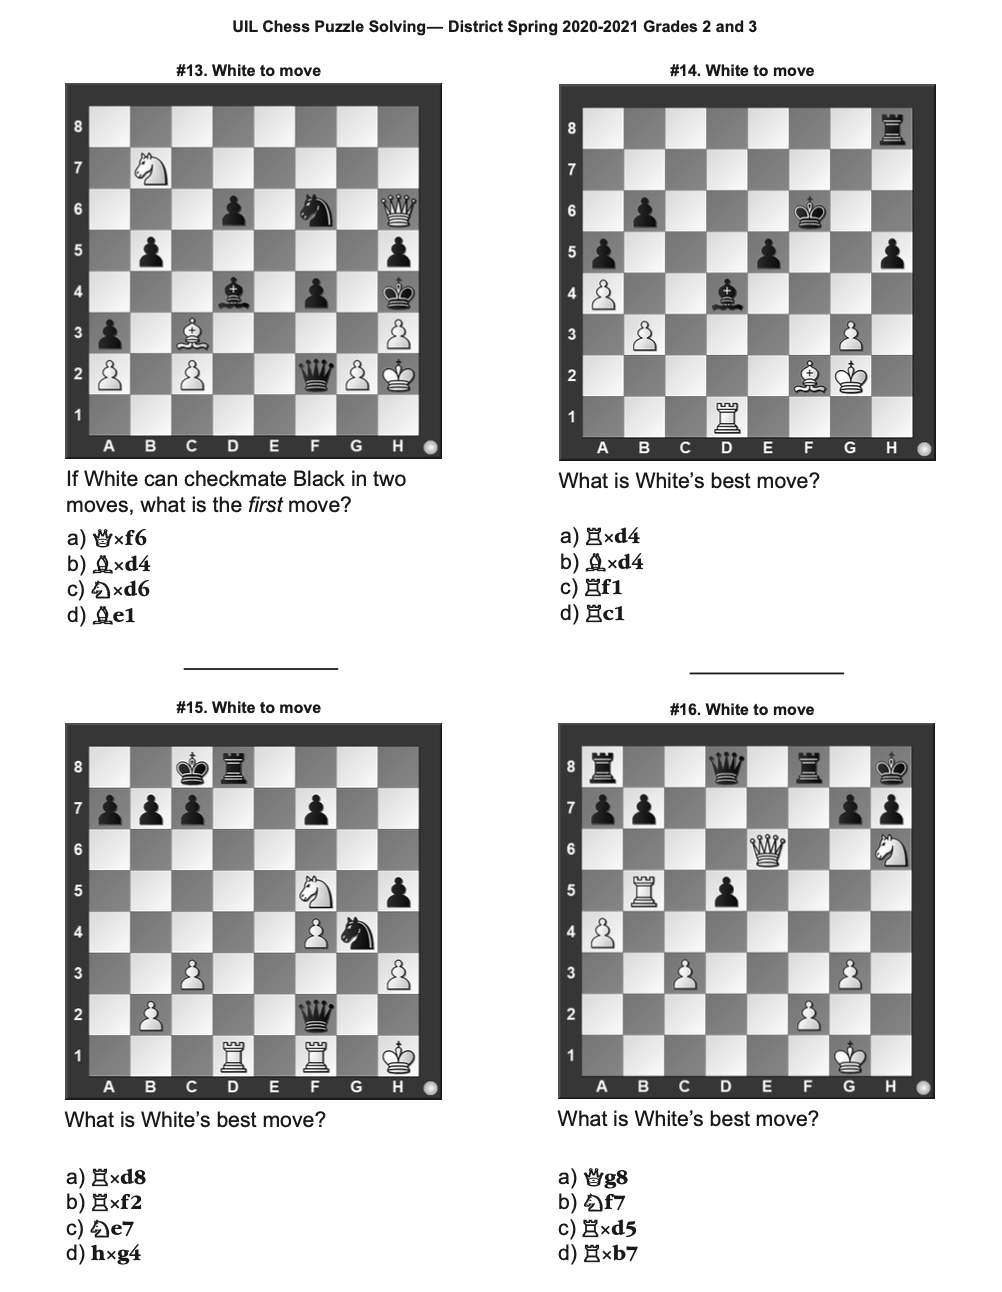 UIL Chess Puzzle Solving— District Spring 2020-2021 Grades 2 and 3
#13. White to move
8
7
6
5
4
3
2
1
A B C D E F G H
If White can checkmate Black in two
moves, what is the first move?
a) ♕×f6
b) ♗×d4
c) ♘×d6
d) ♗e1
#14. White to move
8
7
6
5
4
3
2
1
A B C D E F G H
What is White’s best move?
a) ♖×d4
b) ♗×d4
c) ♖f1
d) ♖c1
#15. White to move
8
7
6
5
4
3
2
1
A B C D E F G H
What is White’s best move?
a) ♖×d8
b) ♖×f2
c) ♘e7
d) h×g4
#16. White to move
8
7
6
5
4
3
2
1
A B C D E F G H
What is White’s best move?
a) ♕g8
b) ♘f7
c) ♖×d5
d) ♖×b7